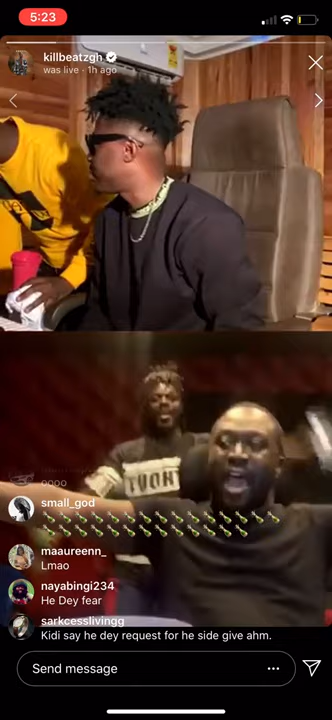 5:23
killbeatzgh
was live · 1h ago
oooo
small_god
maaureenn_
Lmao
nayabingi234
He Dey fear
sarkcesslivingg
Kidi say he dey request for he side give ahm.
Send message